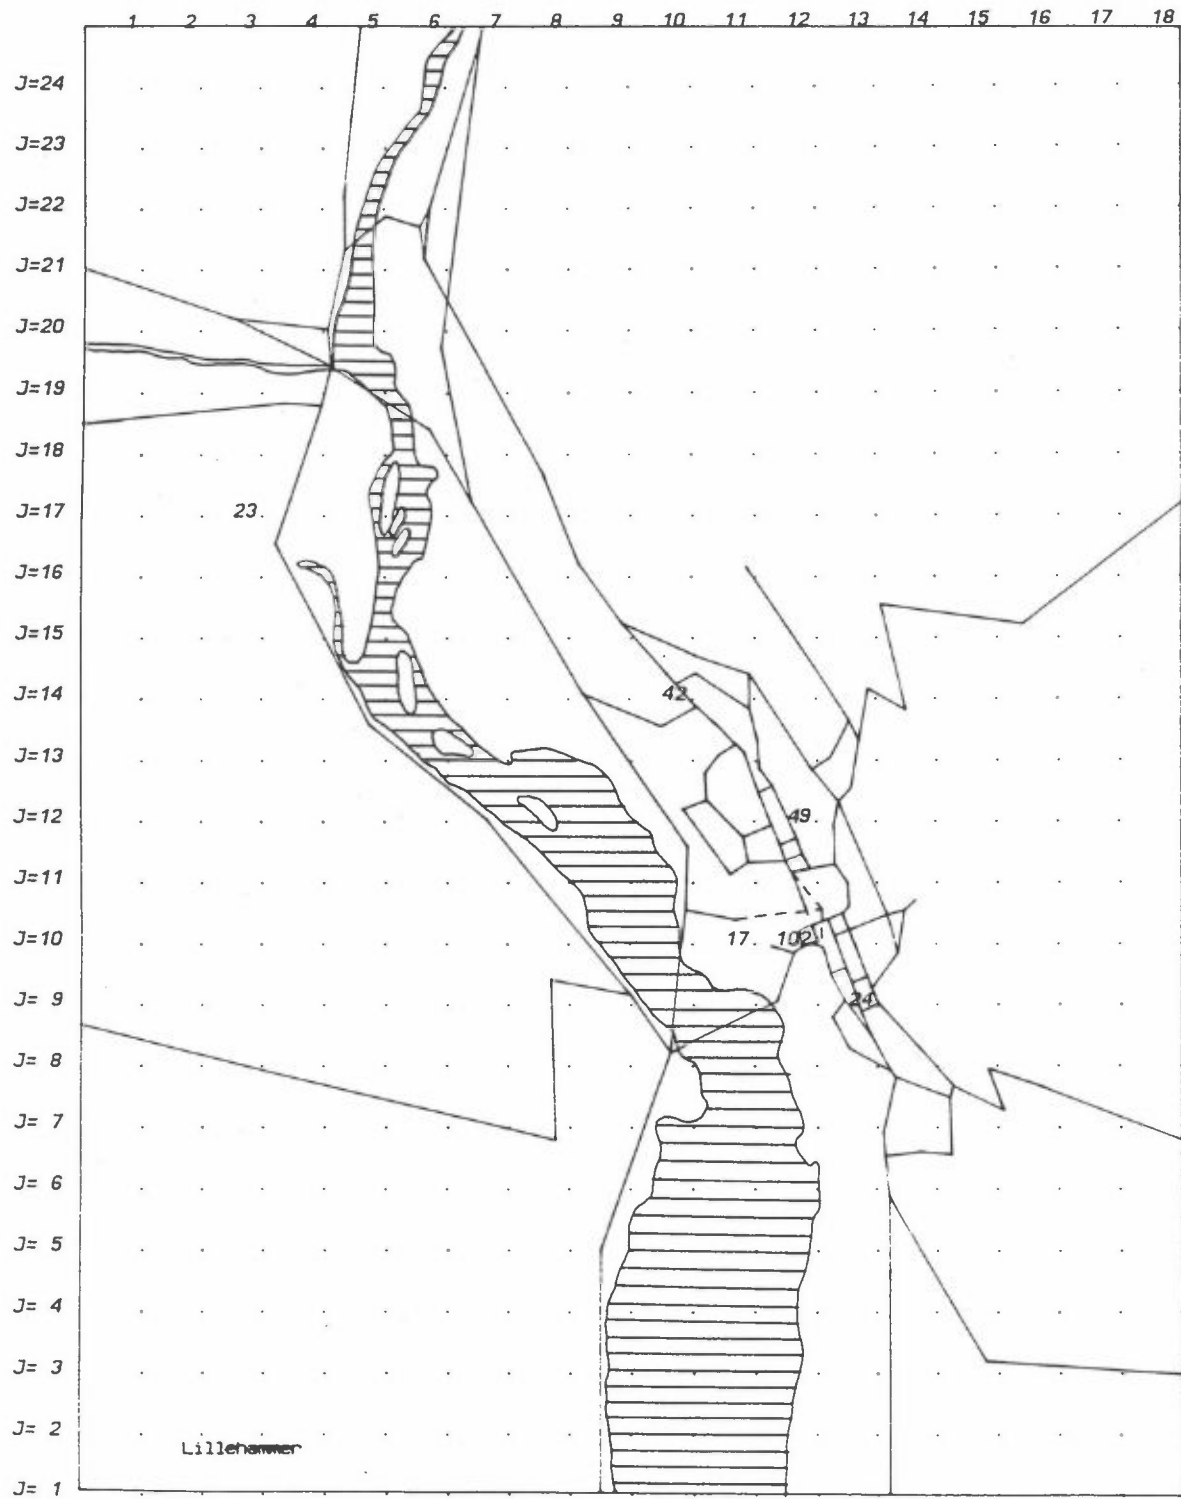 1 2 3 4 5 6 7 8 9 10 11 12 13 14 15 16 17 18
J=24
J=23
J=22
J=21
J=20
J=19
J=18
23. J=17
J=16
J=15
42. J=14
J=13
49. J=12
J=11
17. 102. J=10
24. J= 9
J= 8
J= 7
J= 6
J= 5
J= 4
J= 3
J= 2
Lillehammer
J= 1